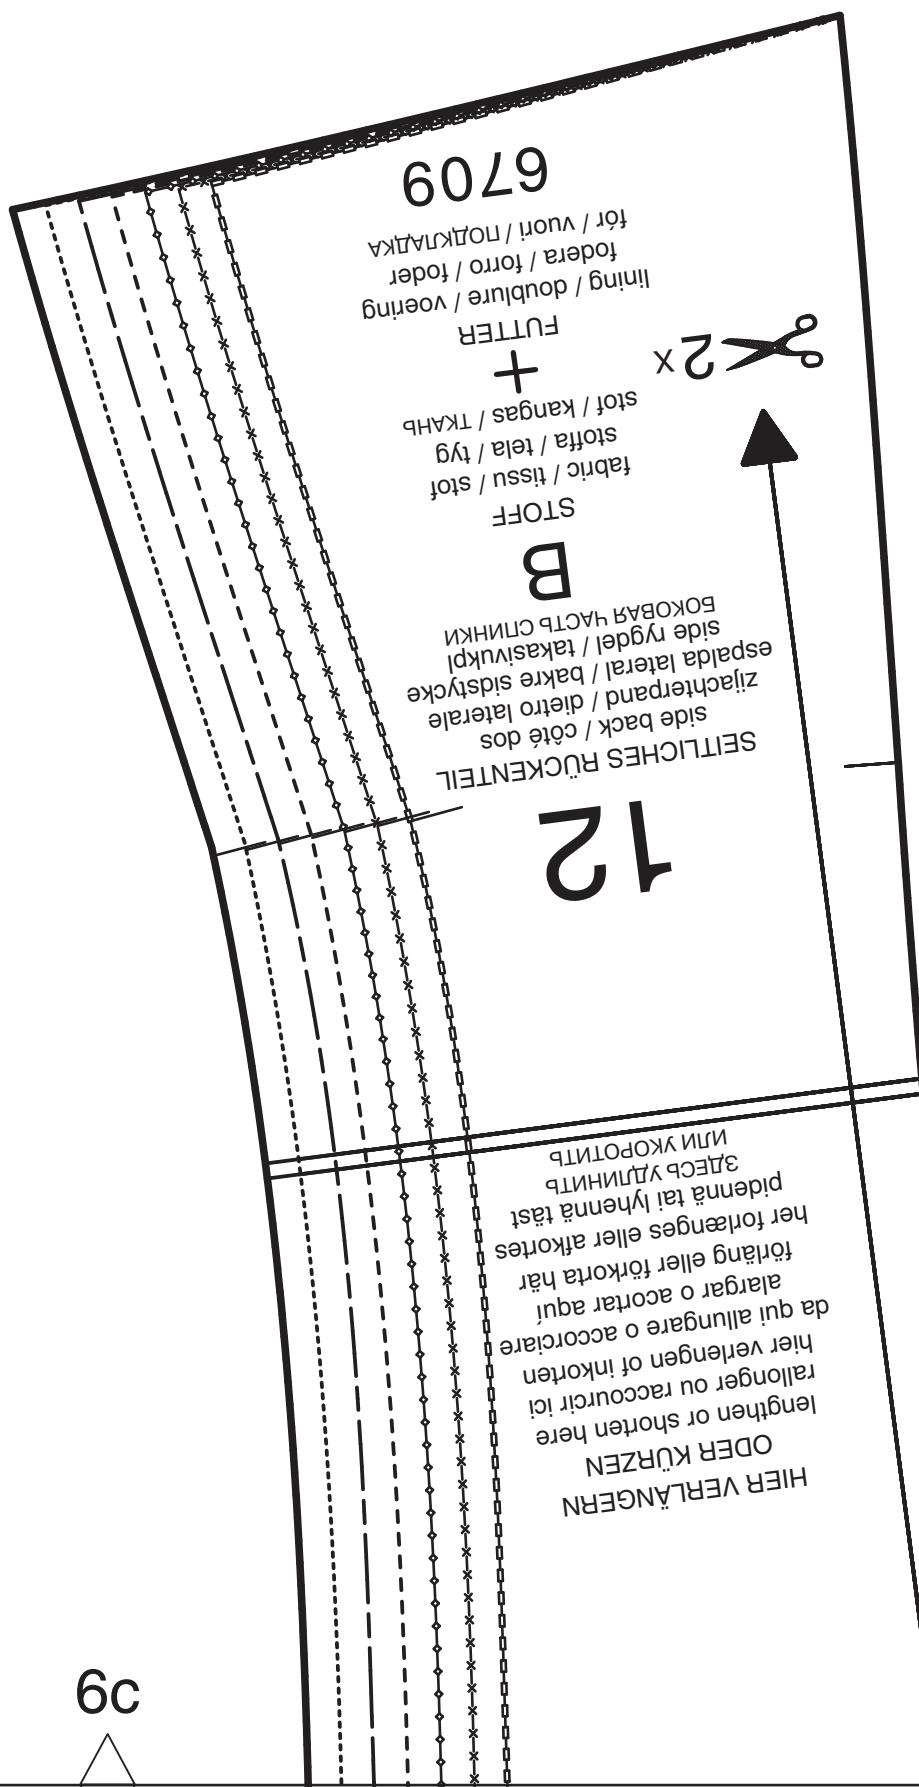 HIER VERLÄNGERN
ODER KÜRZEN
lengthen or shorten here
rallonger ou raccourcir ici
hier verlengen of inkorten
da qui allungare o accorciare
alargar o acortar aquí
förläng eller förkorta här
her forlænges eller afkortes
pidennä tai lyhennä täst
ЗДЕСЬ УДЛИНИТЬ
ИЛИ УКОРОТИТЬ
12
SEITLICHES RÜCKENTEIL
side back / côté dos
zijachterpand / dietro laterale
espalda lateral / bakre sidstycke
side rygdel / takasivukpl
БОКОВАЯ ЧАСТЬ СПИНКИ
B
STOFF
fabric / tissu / stof
stoffa / tela / tyg
stof / kangas / ТКАНЬ
2x
+
FUTTER
lining / doublure / voering
fodera / forro / foder
fór / vuori / ПОДКЛАДКА
6709
6c